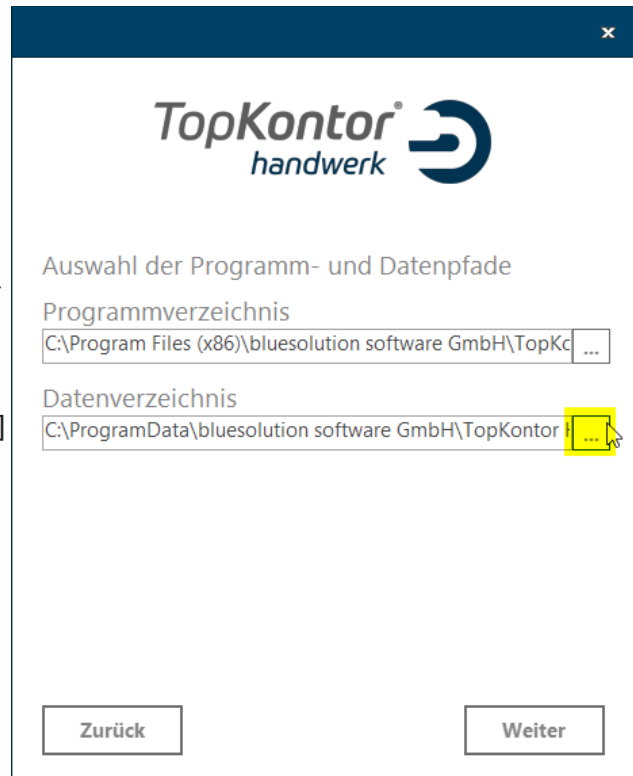 TopKontor®
handwerk
Auswahl der Programm- und Datenpfade
Programmverzeichnis
C:\Program Files (x86)\bluesolution software GmbH\TopKo
...
Datenverzeichnis
C:\ProgramData\bluesolution software GmbH\TopKontor H
...
Zurück
Weiter